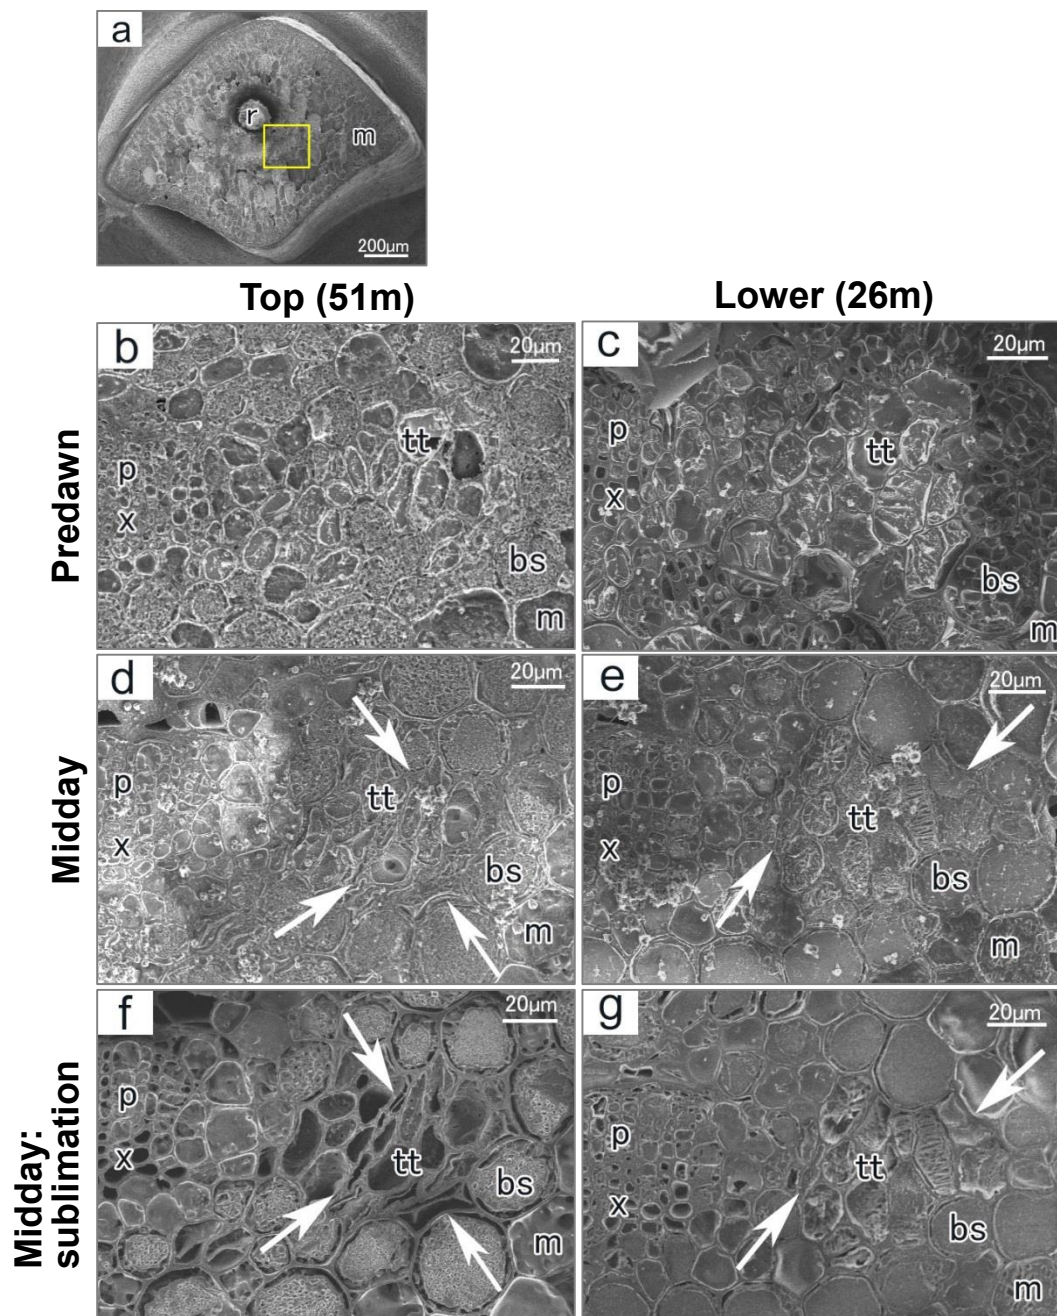 a
r
m
200μm
Top (51m)
Lower (26m)
Predawn
b
20μm
tt
p
x
bs
m
c
20μm
p
tt
x
bs
m
Midday
d
20μm
p
tt
x
bs
m
e
20μm
p
tt
x
bs
m
Midday:
sublimation
f
20μm
p
x
tt
bs
m
g
20μm
p
tt
x
bs
m